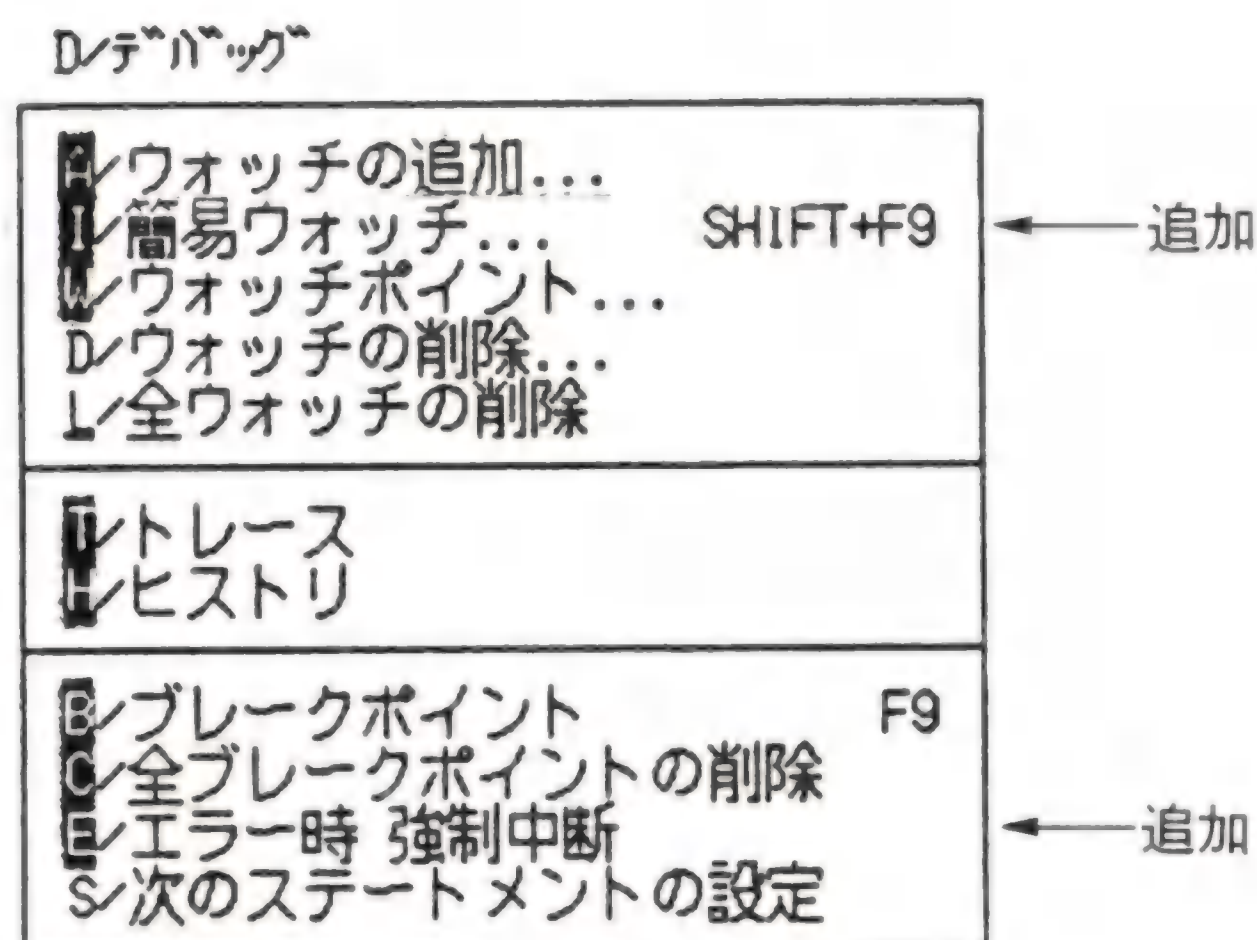 D/ﾃﾞﾊﾞｯｸﾞ
A/ウォッチの追加...
I/簡易ウォッチ... SHIFT+F9 追加
W/ウォッチポイント...
D/ウォッチの削除...
L/全ウォッチの削除
T/トレース
H/ヒストリ
B/ブレークポイント F9
C/全ブレークポイントの削除
E/エラー時 強制中断 追加
S/次のステートメントの設定